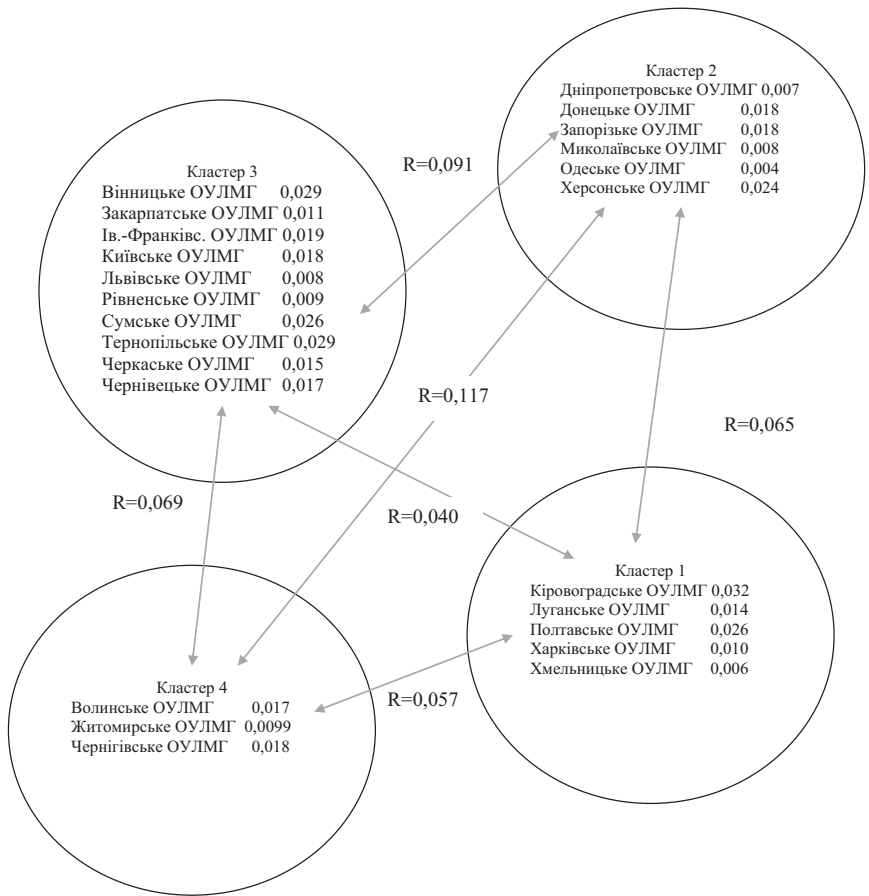 Кластер 2
Дніпропетровське ОУЛМГ 0,007
Донецьке ОУЛМГ 0,018
Запорізьке ОУЛМГ 0,018
Миколаївське ОУЛМГ 0,008
Одеське ОУЛМГ 0,004
Херсонське ОУЛМГ 0,024
R=0,091
Кластер 3
Вінницьке ОУЛМГ 0,029
Закарпатське ОУЛМГ 0,011
Ів.-Франківс. ОУЛМГ 0,019
Київське ОУЛМГ 0,018
Львівське ОУЛМГ 0,008
Рівненське ОУЛМГ 0,009
Сумське ОУЛМГ 0,026
Тернопільське ОУЛМГ 0,029
Черкаське ОУЛМГ 0,015
Чернівецьке ОУЛМГ 0,017
R=0,117
R=0,065
R=0,069
R=0,040
Кластер 1
Кіровоградське ОУЛМГ 0,032
Луганське ОУЛМГ 0,014
Полтавське ОУЛМГ 0,026
Харківське ОУЛМГ 0,010
Хмельницьке ОУЛМГ 0,006
Кластер 4
Волинське ОУЛМГ 0,017
Житомирське ОУЛМГ 0,0099
Чернігівське ОУЛМГ 0,018
R=0,057